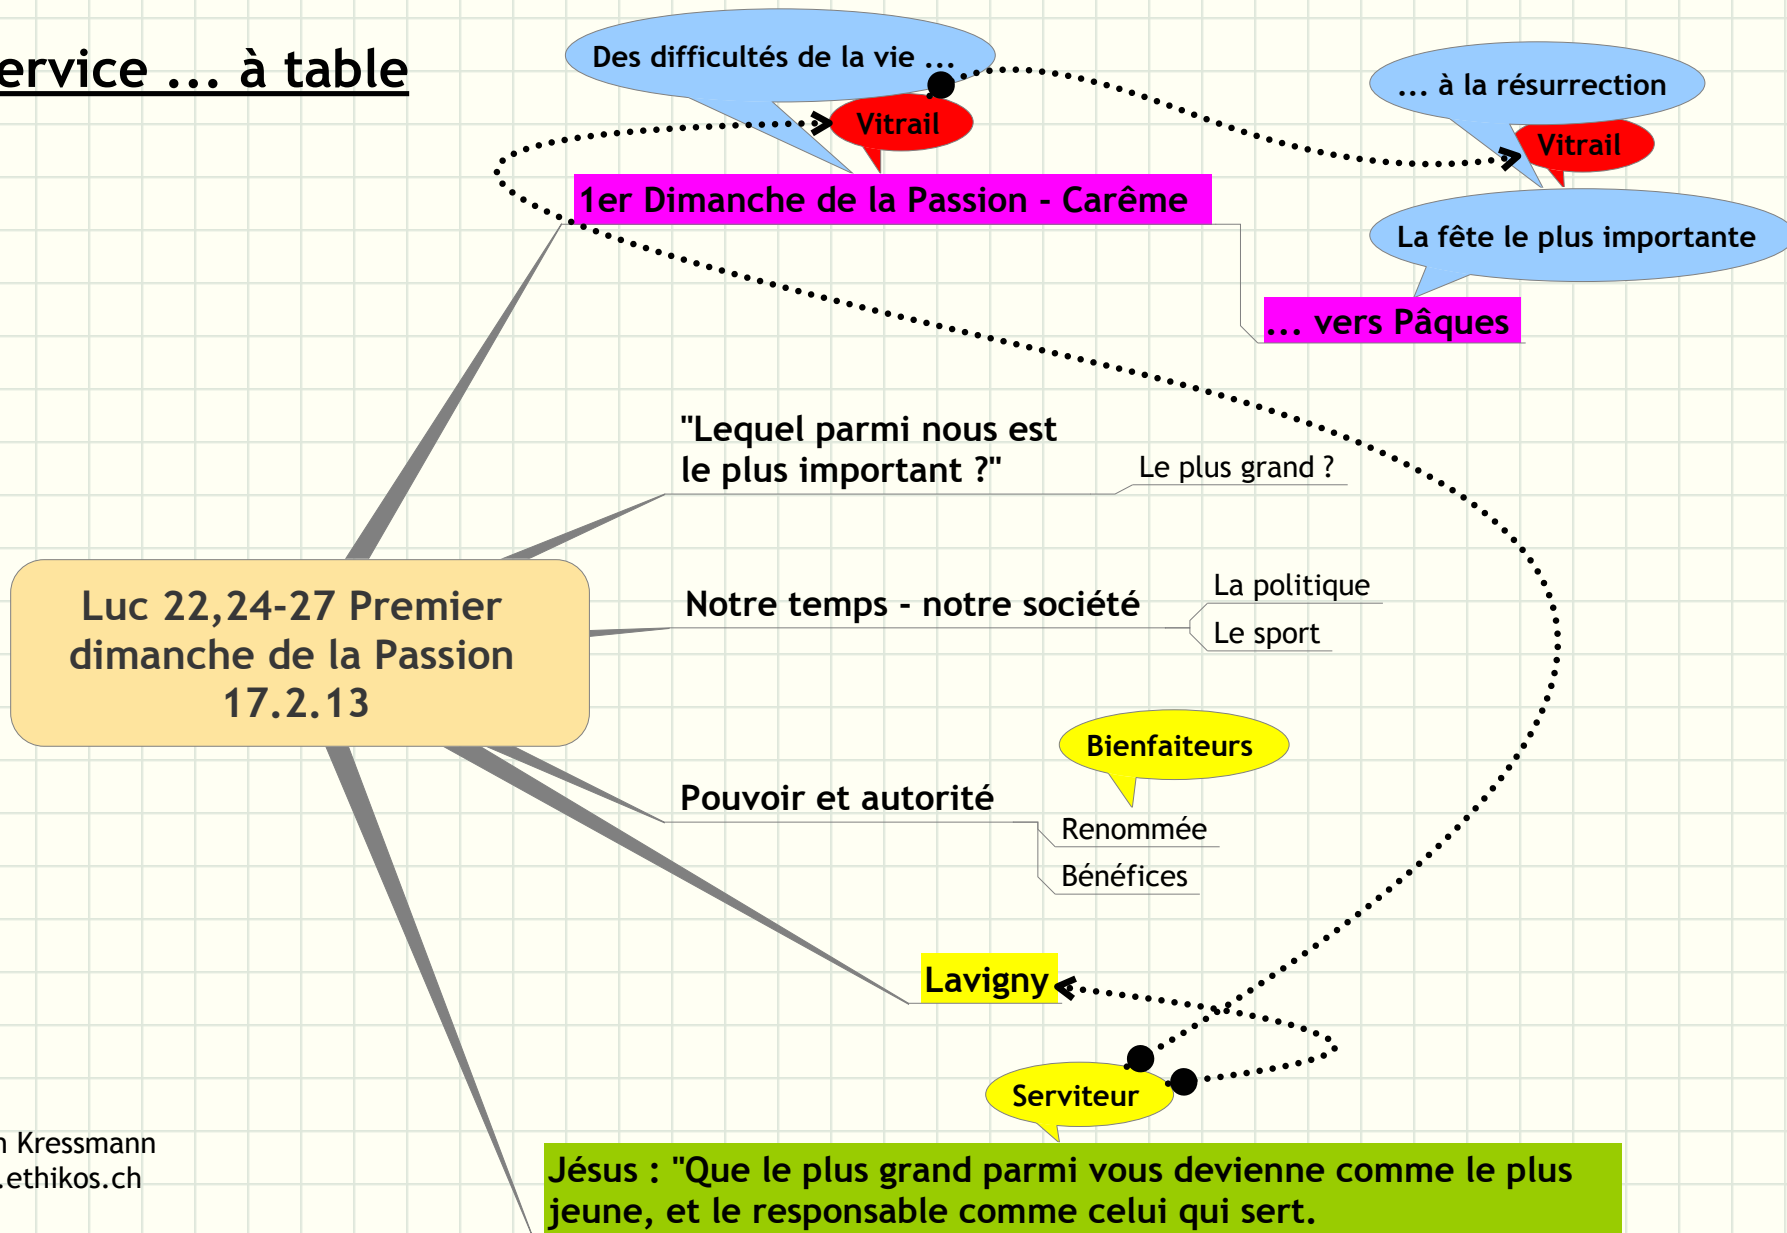 ervice ... à table
Des difficultés de la vie ...
Vitrail
... à la résurrection
Vitrail
1er Dimanche de la Passion - Carême
La fête le plus importante
... vers Pâques
"Lequel parmi nous est
le plus important ?"
Le plus grand ?
Luc 22,24-27 Premier
dimanche de la Passion
17.2.13
Notre temps - notre société
La politique
Le sport
Bienfaiteurs
Pouvoir et autorité
Renommée
Bénéfices
Lavigny
Serviteur
n Kressmann
.ethikos.ch
Jésus : "Que le plus grand parmi vous devienne comme le plus
jeune, et le responsable comme celui qui sert.